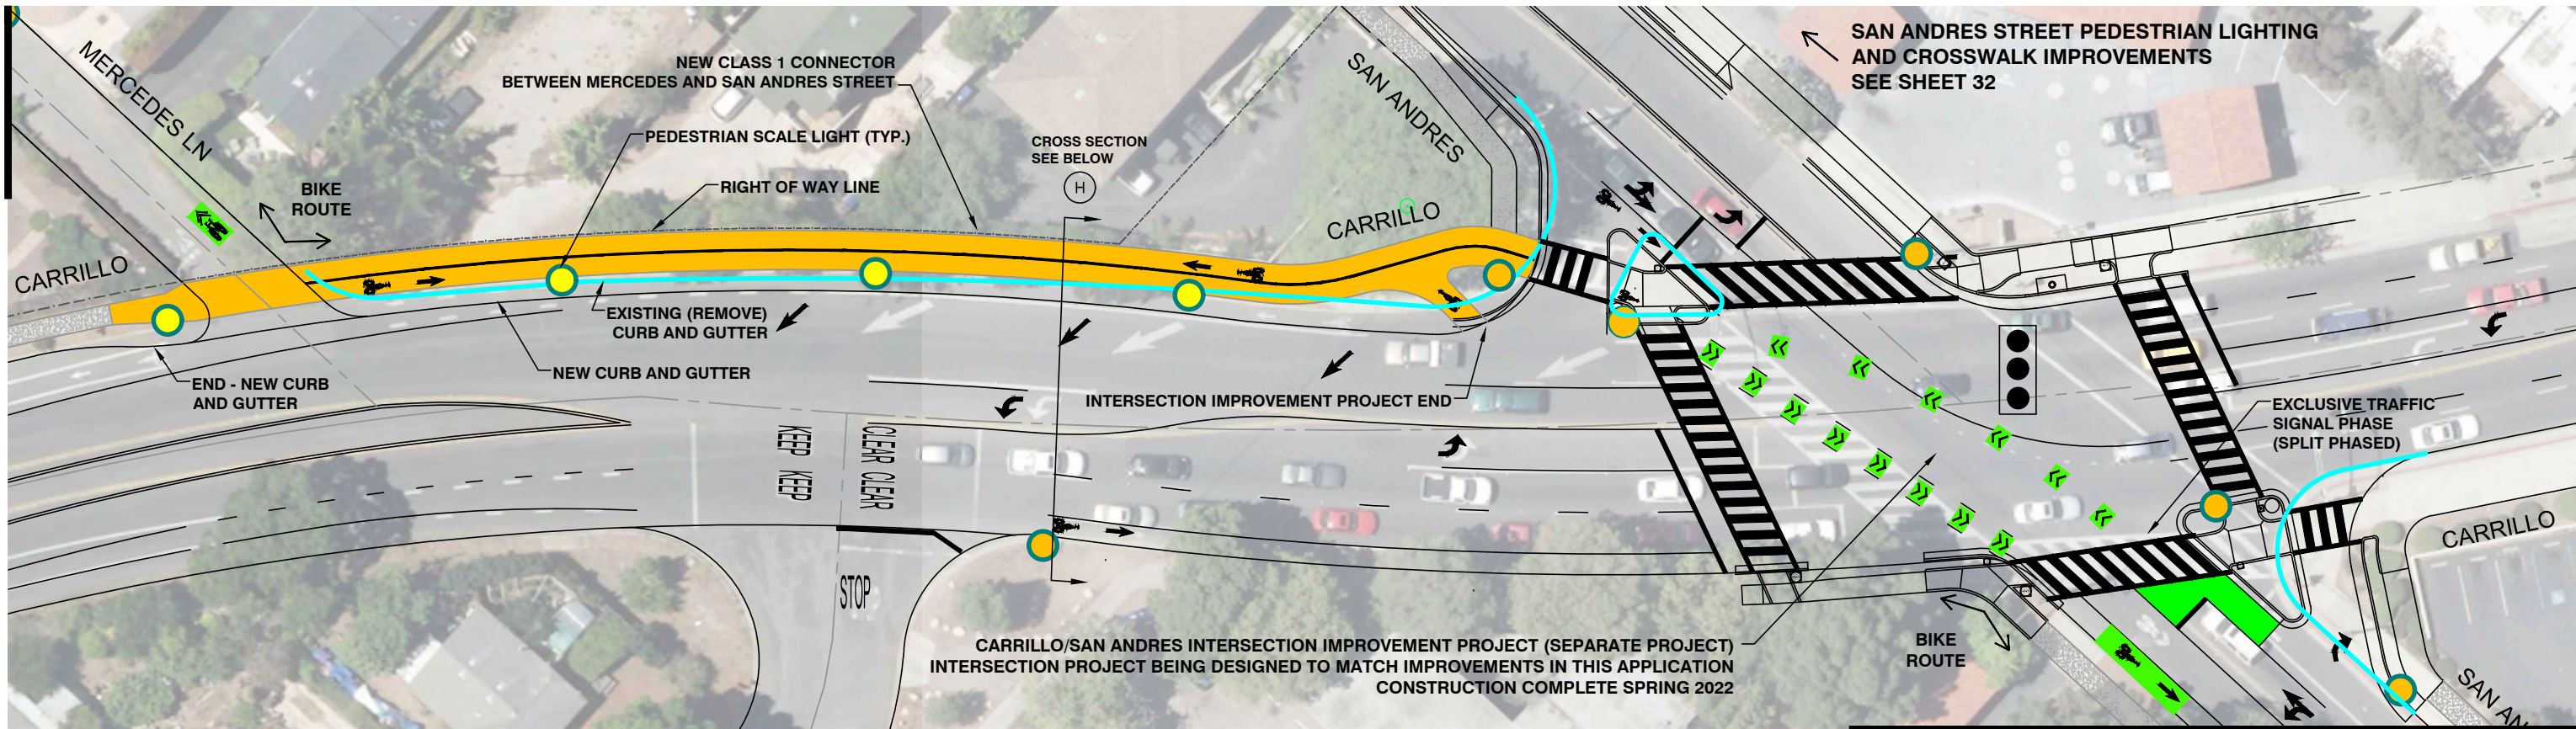 MERCEDES LN
NEW CLASS 1 CONNECTOR
BETWEEN MERCEDES AND SAN ANDRES STREET
PEDESTRIAN SCALE LIGHT (TYP.)
RIGHT OF WAY LINE
BIKE
ROUTE
CARRILLO
CROSS SECTION
SEE BELOW
H
SAN ANDRES
CARRILLO
SAN ANDRES STREET PEDESTRIAN LIGHTING
AND CROSSWALK IMPROVEMENTS
SEE SHEET 32
EXISTING (REMOVE)
CURB AND GUTTER
NEW CURB AND GUTTER
END - NEW CURB
AND GUTTER
INTERSECTION IMPROVEMENT PROJECT END
EXCLUSIVE TRAFFIC
SIGNAL PHASE
(SPLIT PHASED)
KEEP KEEP
CLEAR CLEAR
STOP
CARRILLO
CARRILLO/SAN ANDRES INTERSECTION IMPROVEMENT PROJECT (SEPARATE PROJECT)
INTERSECTION PROJECT BEING DESIGNED TO MATCH IMPROVEMENTS IN THIS APPLICATION
CONSTRUCTION COMPLETE SPRING 2022
BIKE
ROUTE
SAN AN